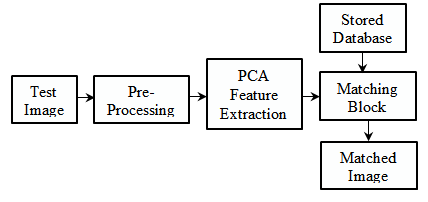 Stored
Database
Test
Image
Pre-
Processing
PCA
Feature
Extraction
Matching
Block
Matched
Image